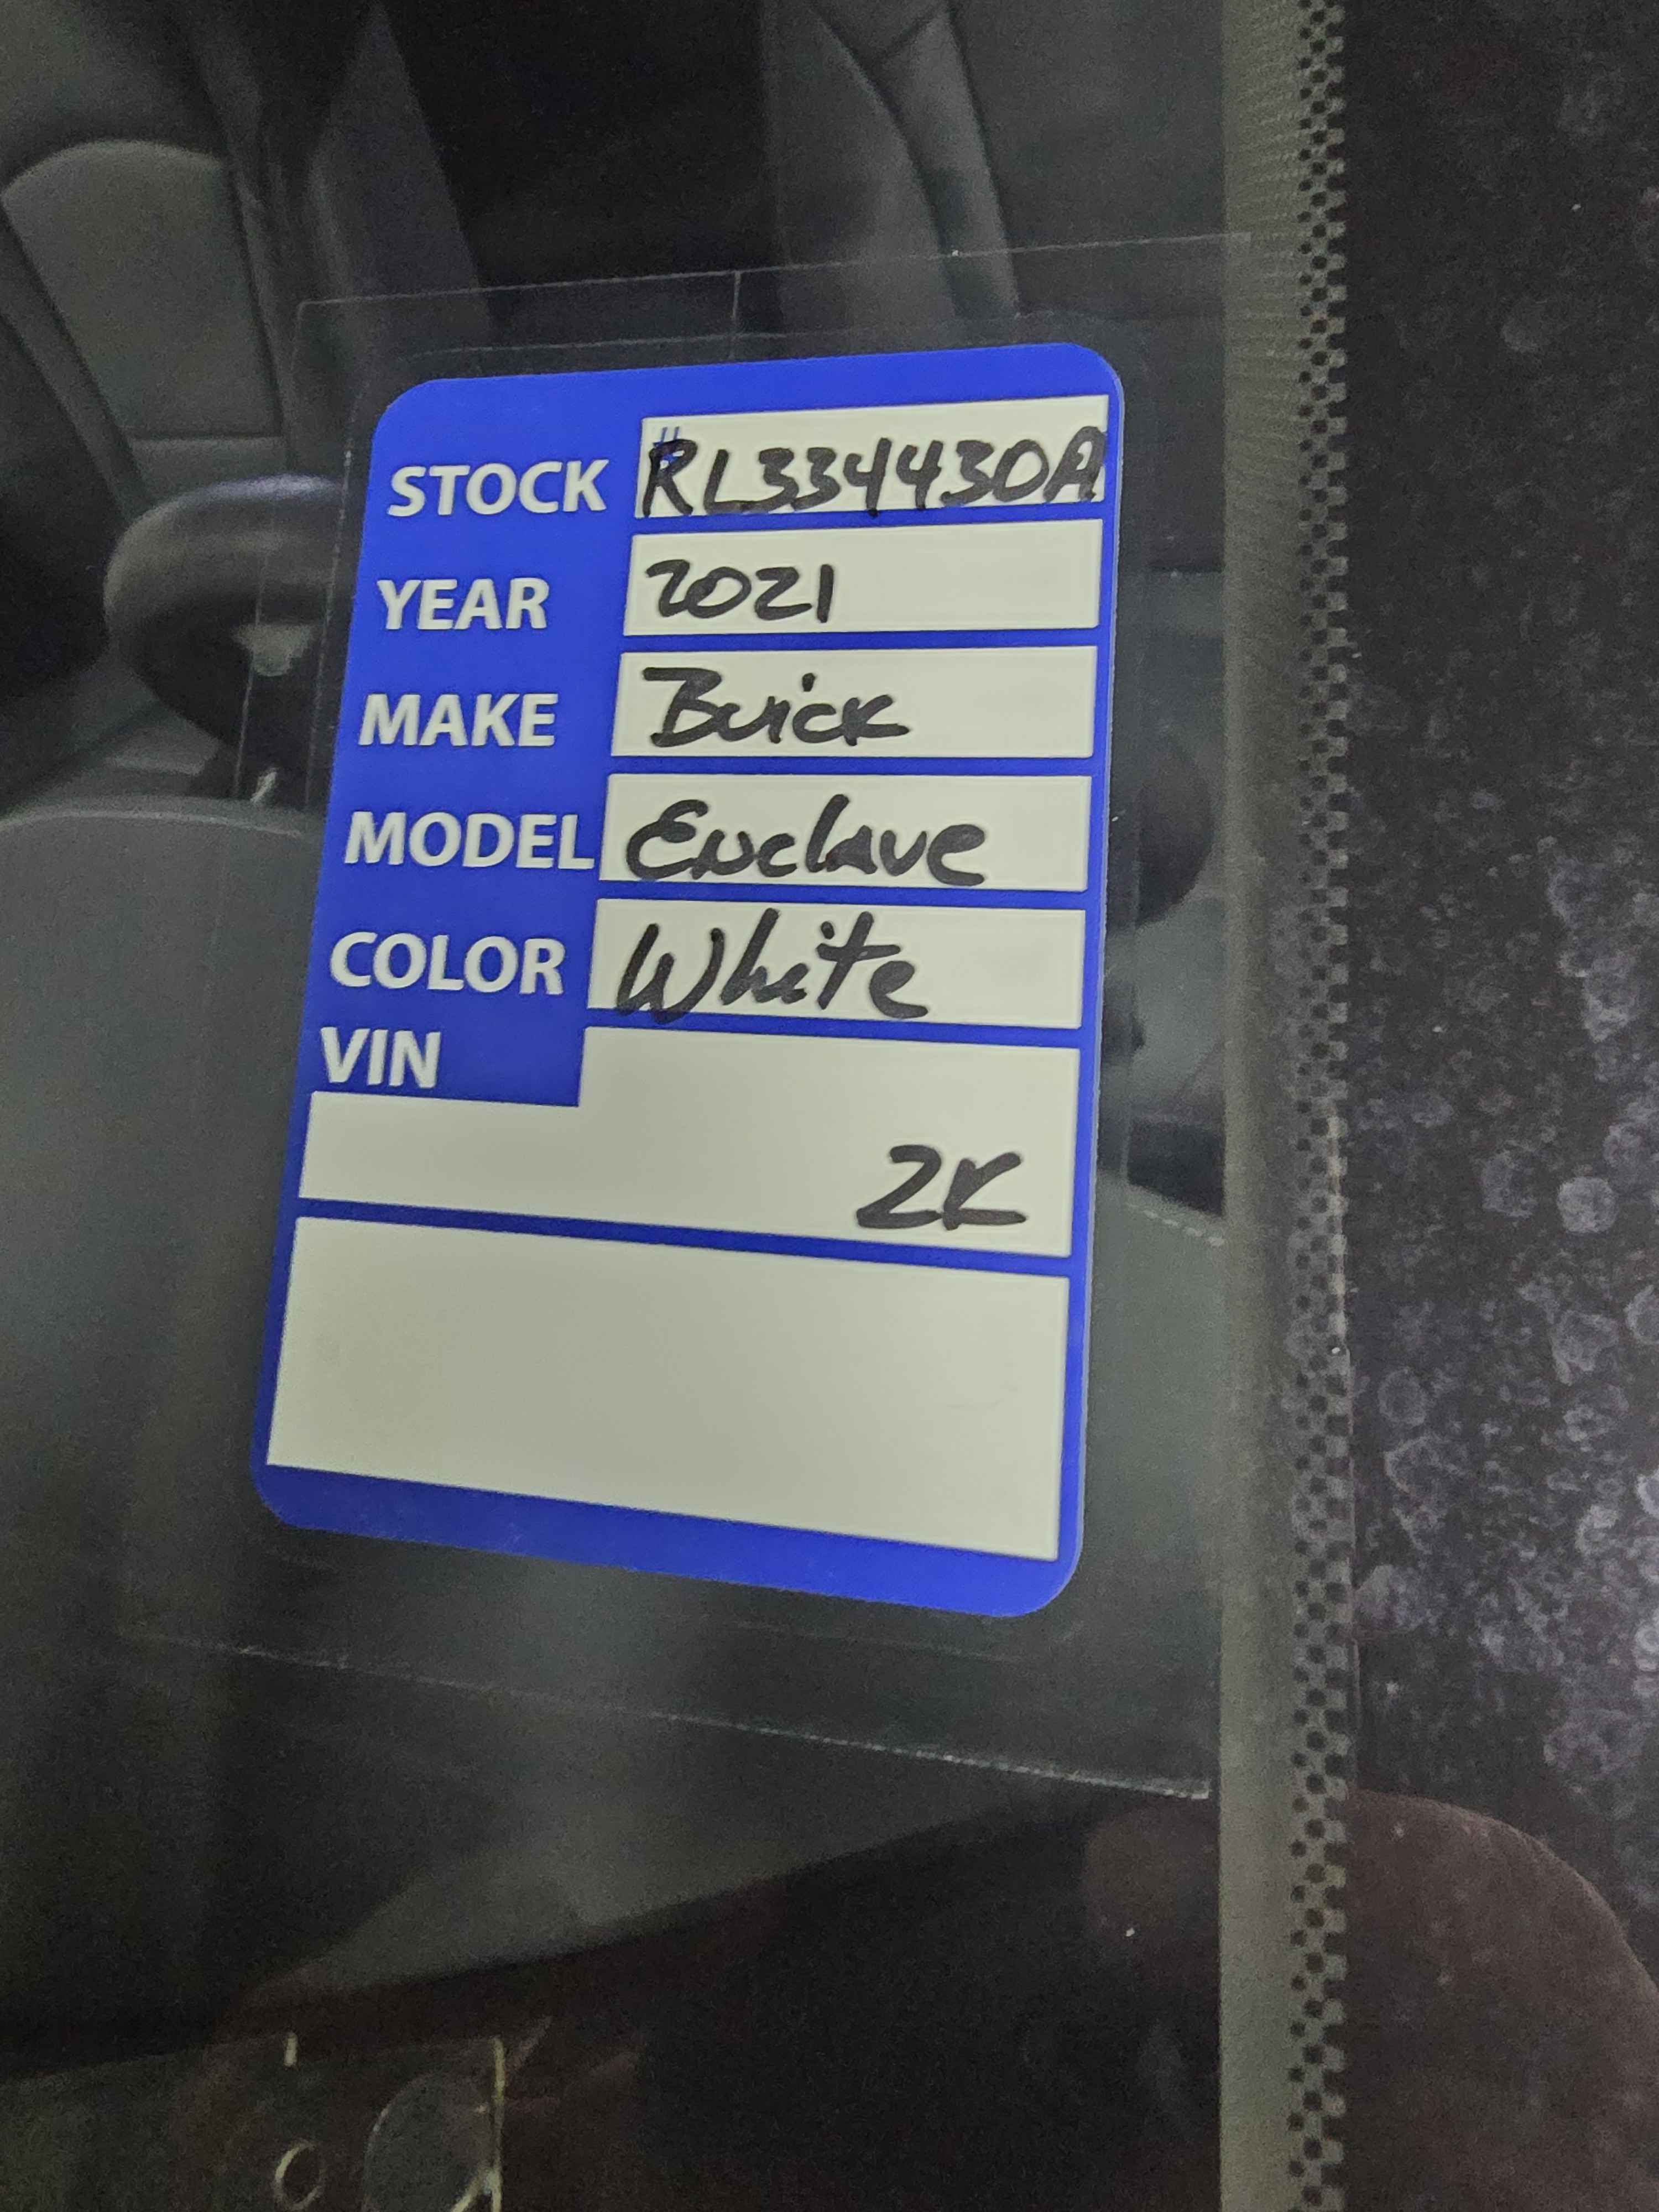 STOCK # RL334430A
YEAR 2021
MAKE Buick
MODEL Enclave
COLOR White
VIN
2K